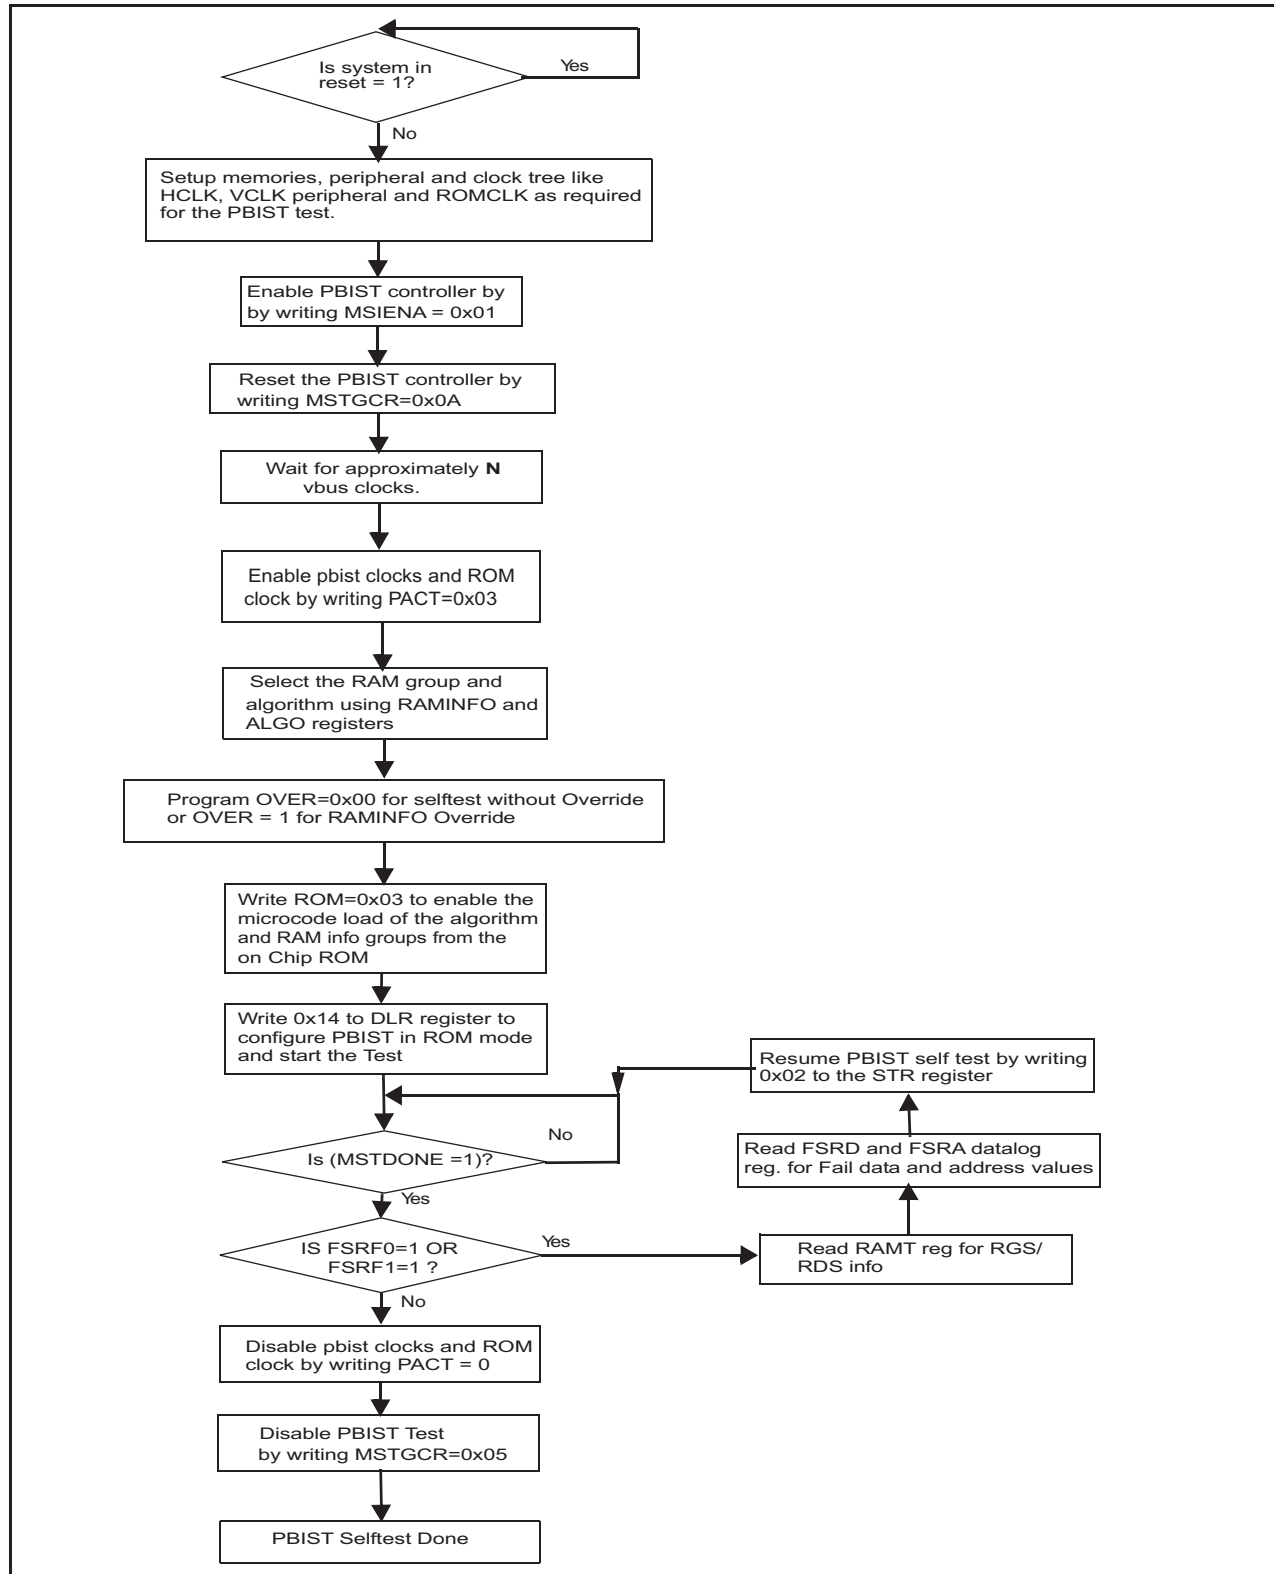 Is system in
reset = 1?
Yes
No
Setup memories, peripheral and clock tree like
HCLK, VCLK peripheral and ROMCLK as required
for the PBIST test.
Enable PBIST controller by
by writing MSIENA = 0x01
Reset the PBIST controller by
writing MSTGCR=0x0A
Wait for approximately N
vbus clocks.
Enable pbist clocks and ROM
clock by writing PACT=0x03
Select the RAM group and
algorithm using RAMINFO and
ALGO registers
Program OVER=0x00 for selftest without Override
or OVER = 1 for RAMINFO Override
Write ROM=0x03 to enable the
microcode load of the algorithm
and RAM info groups from the
on Chip ROM
Write 0x14 to DLR register to
configure PBIST in ROM mode
and start the Test
Resume PBIST self test by writing
0x02 to the STR register
No
Is (MSTDONE =1)?
Read FSRD and FSRA datalog
reg. for Fail data and address values
Yes
IS FSRF0=1 OR
FSRF1=1 ?
Yes
Read RAMT reg for RGS/
RDS info
No
Disable pbist clocks and ROM
clock by writing PACT = 0
Disable PBIST Test
by writing MSTGCR=0x05
PBIST Selftest Done